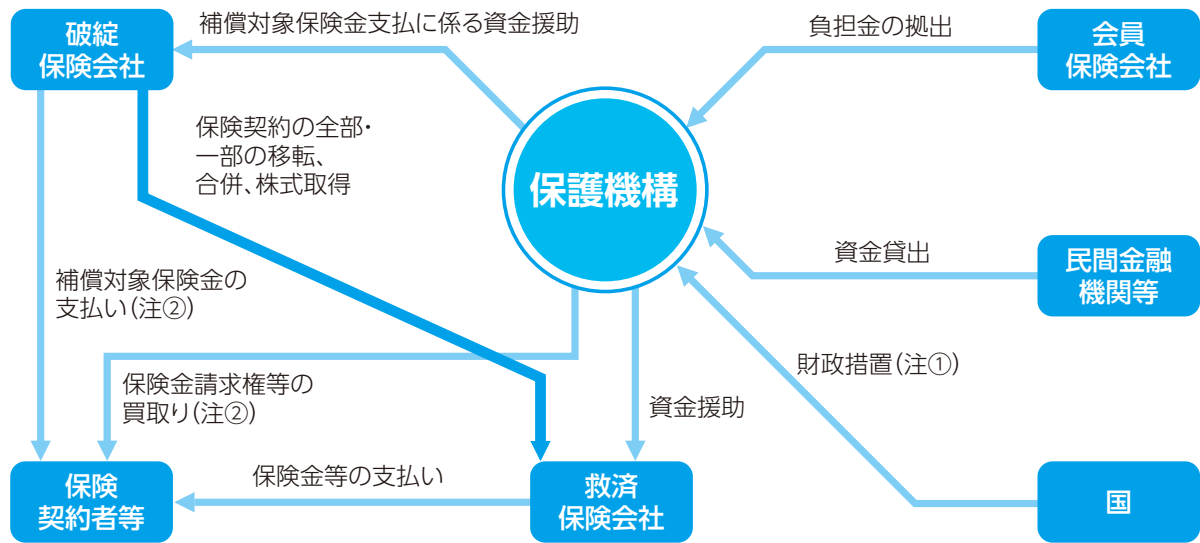 破綻
保険会社
補償対象保険金支払に係る資金援助
負担金の拠出
会員
保険会社
保険契約の全部・
一部の移転、
合併、株式取得
保護機構
補償対象保険金の
支払い(注②)
資金貸出
民間金融
機関等
保険金請求権等の
買取り(注②)
財政措置(注①)
資金援助
保険
契約者等
保険金等の支払い
救済
保険会社
国